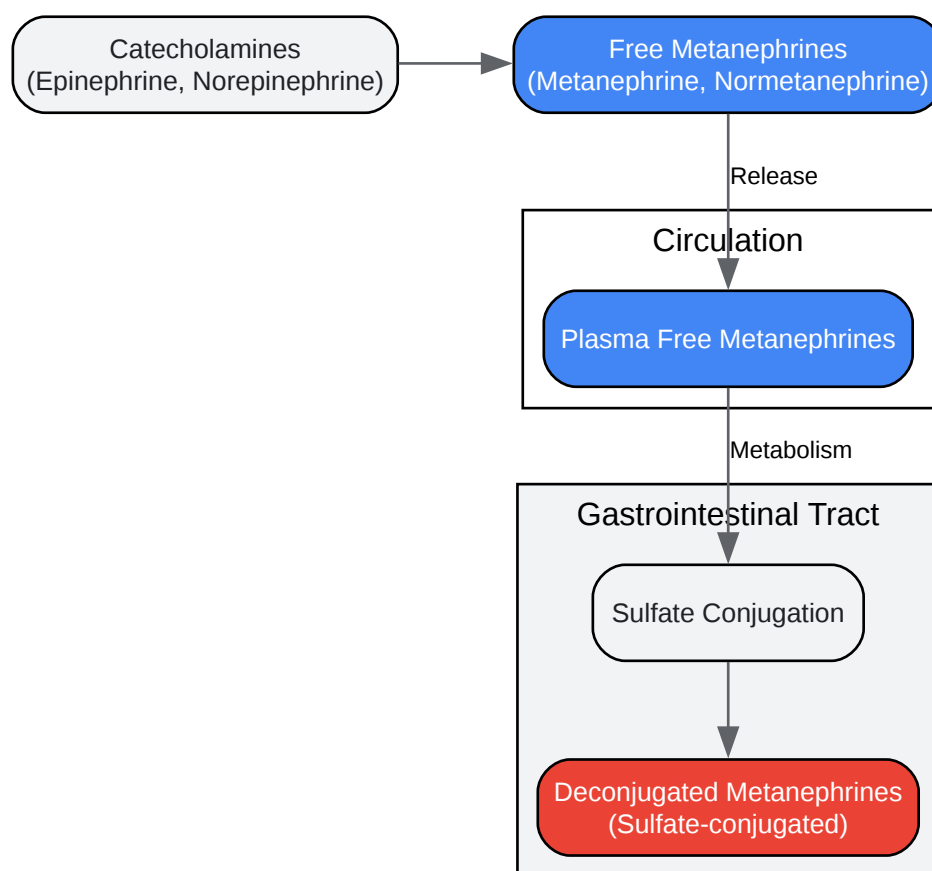 Catecholamines
(Epinephrine, Norepinephrine)
Free Metanephrines
(Metanephrine, Normetanephrine)
Release
Circulation
Plasma Free Metanephrines
Metabolism
Gastrointestinal Tract
Sulfate Conjugation
Deconjugated Metanephrines
(Sulfate-conjugated)